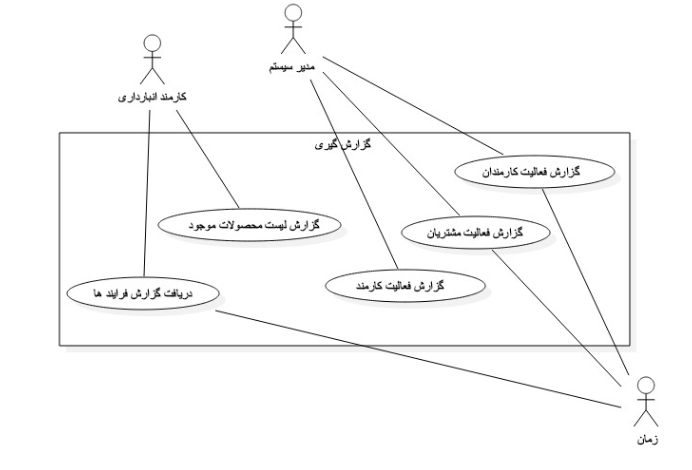 مدیر سیستم
کارمند انبارداری
گزارش گیری
گزارش فعالیت کارمندان
گزارش لیست محصولات موجود
گزارش فعالیت مشتریان
گزارش فعالیت کارمند
دریافت گزارش فرایند ها
زمان